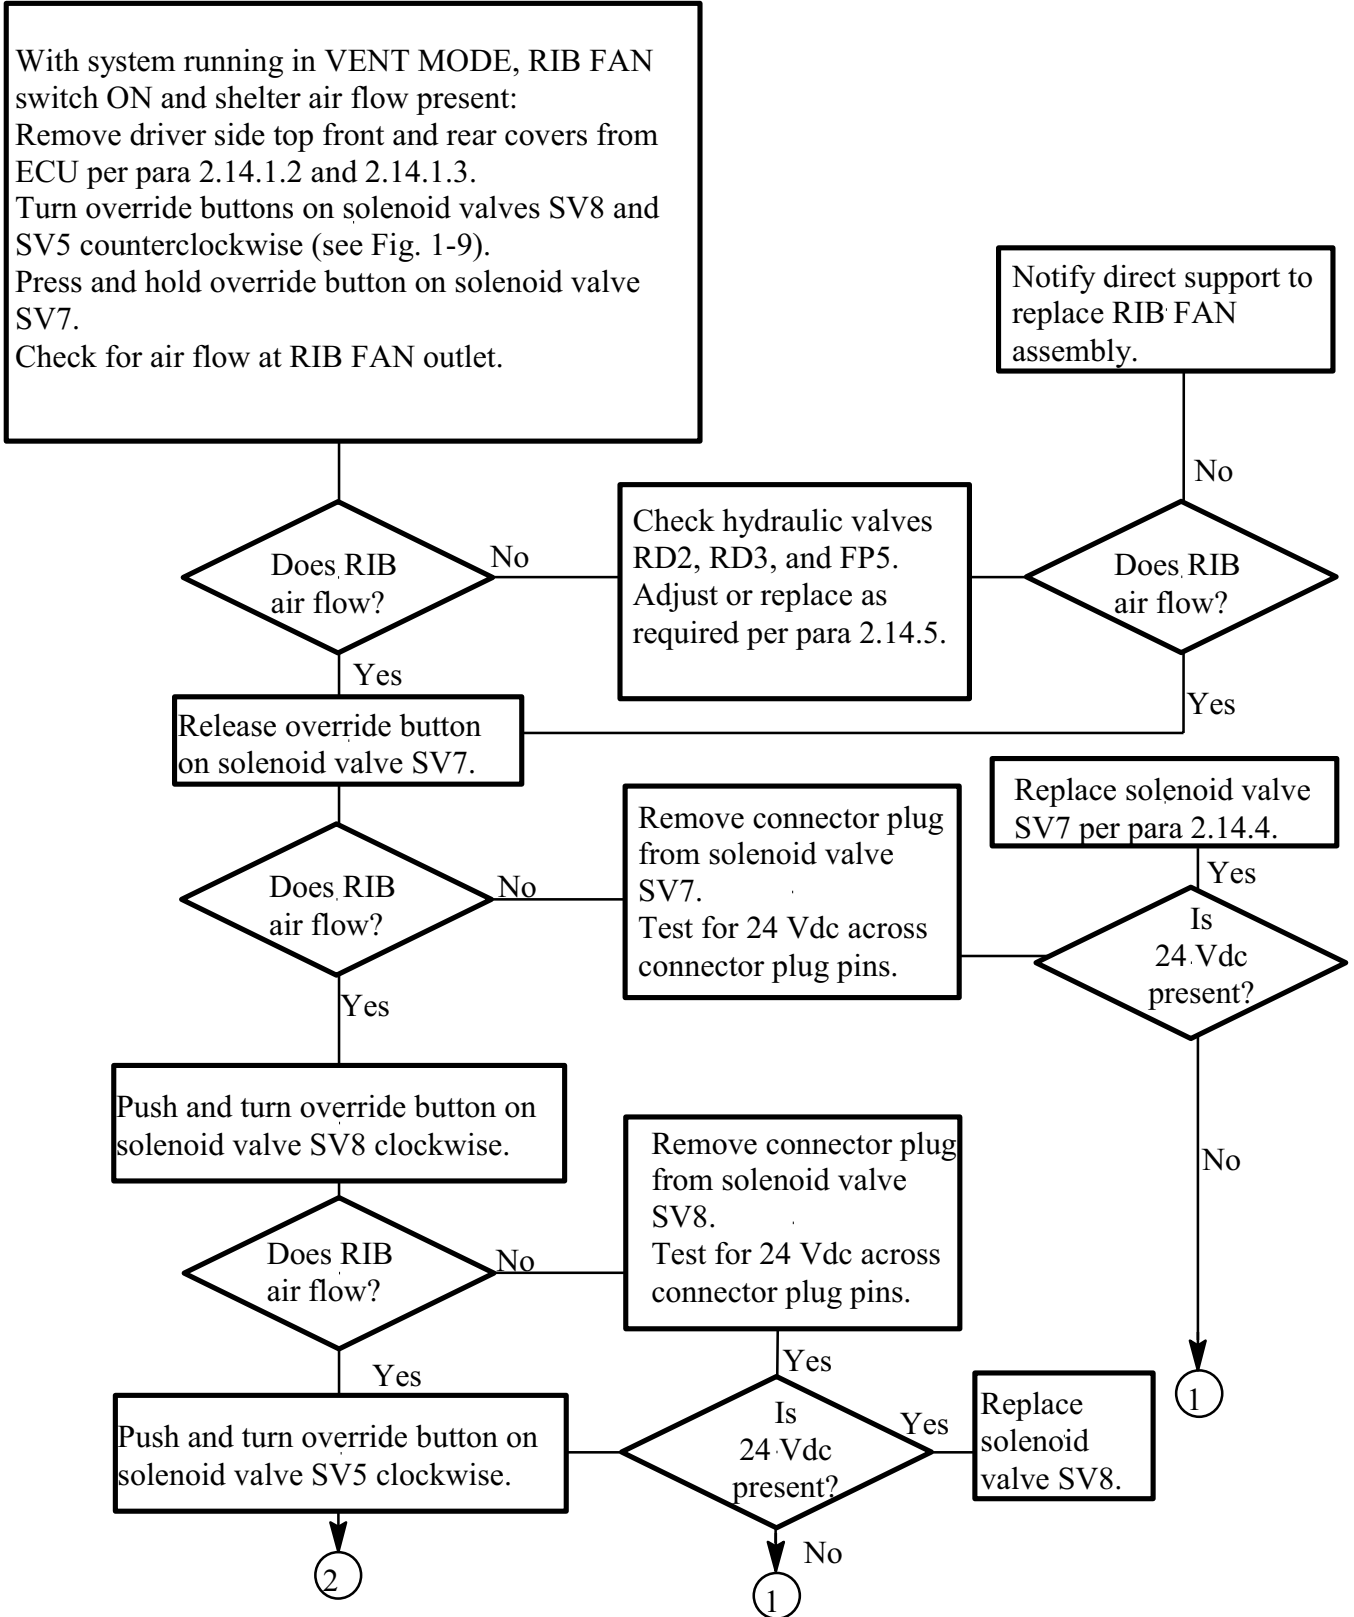 With system running in VENT MODE, RIB FAN
switch ON and shelter air flow present:
Remove driver side top front and rear covers from
ECU per para 2.14.1.2 and 2.14.1.3.
Turn override buttons on solenoid valves SV8 and
SV5 counterclockwise (see Fig. 1-9).
Press and hold override button on solenoid valve
SV7.
Check for air flow at RIB FAN outlet.
Notify direct support to
replace RIB FAN
assembly.
No
Does RIB
air flow?
No
Check hydraulic valves
RD2, RD3, and FP5.
Adjust or replace as
required per para 2.14.5.
Does RIB
air flow?
Yes
Yes
Release override button
on solenoid valve SV7.
Does RIB
air flow?
No
Remove connector plug
from solenoid valve
SV7.
Test for 24 Vdc across
connector plug pins.
Replace solenoid valve
SV7 per para 2.14.4.
Yes
Is
24 Vdc
present?
No
1
Yes
Push and turn override button on
solenoid valve SV8 clockwise.
Does RIB
air flow?
No
Remove connector plug
from solenoid valve
SV8.
Test for 24 Vdc across
connector plug pins.
Yes
Yes
Push and turn override button on
solenoid valve SV5 clockwise.
Is
24 Vdc
present?
Yes
Replace
solenoid
valve SV8.
No
2
1